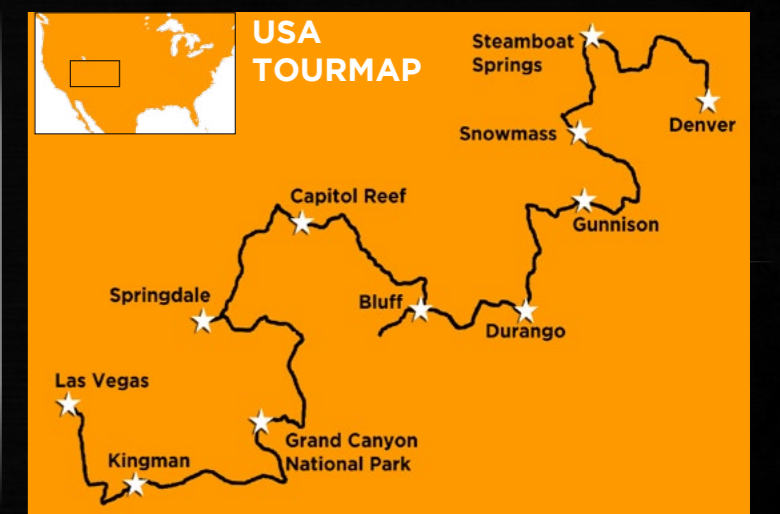 USA
TOURMAP
Steamboat
Springs
Denver
Snowmass
Capitol Reef
Gunnison
Springdale
Bluff
Durango
Las Vegas
Grand Canyon
National Park
Kingman